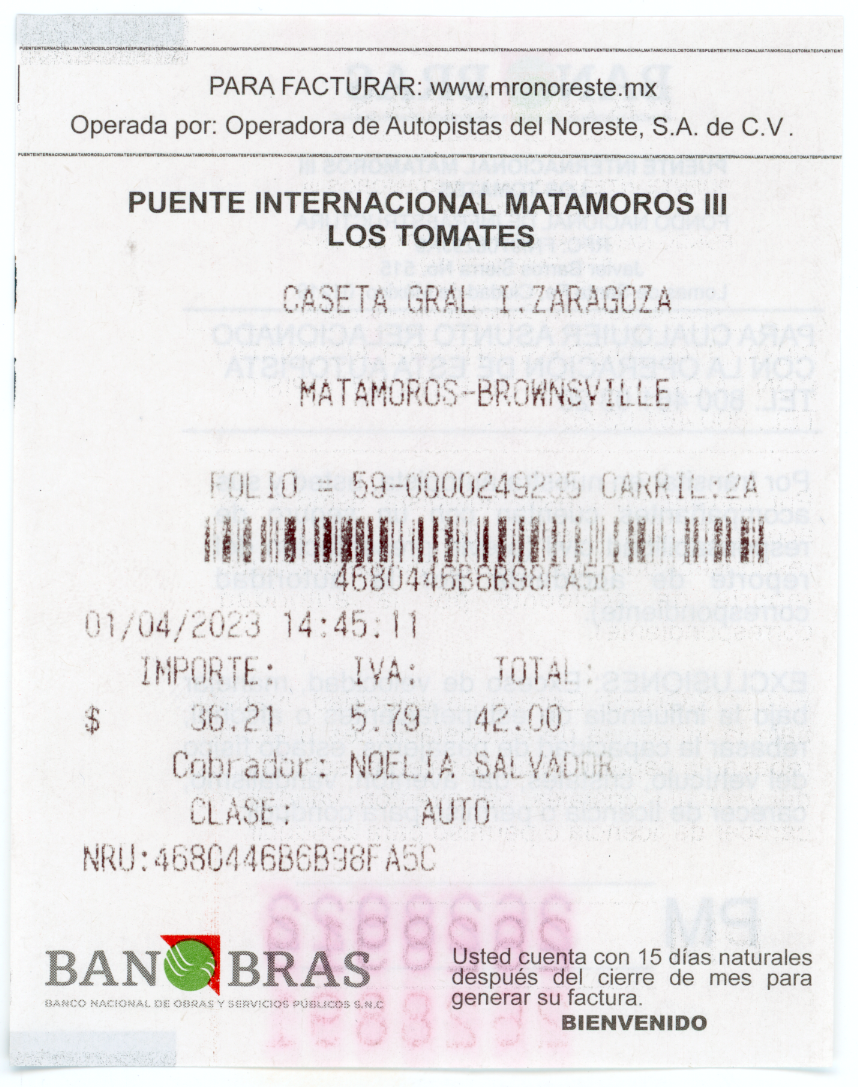 PARA FACTURAR: www.mronoreste.mx
Operada por: Operadora de Autopistas del Noreste, S.A. de C.V.
PUENTE INTERNACIONAL MATAMOROS III
LOS TOMATES
CASETA GRAL I.ZARAGOZA
MATAMOROS-BROWNSVILLE
FOLIO = 59-0000249285 CARRIL:2A
4680446B6B98FA5C
01/04/2023 14:45:11
IMPORTE: IVA: TOTAL:
$ 36.21 5.79 42.00
Cobrador: NOELIA SALVADOR
CLASE: AUTO
NRU:4680446B6B98FA5C
BANOBRAS
BANCO NACIONAL DE OBRAS Y SERVICIOS PÚBLICOS S.N.C
Usted cuenta con 15 días naturales
después del cierre de mes para
generar su factura.
BIENVENIDO